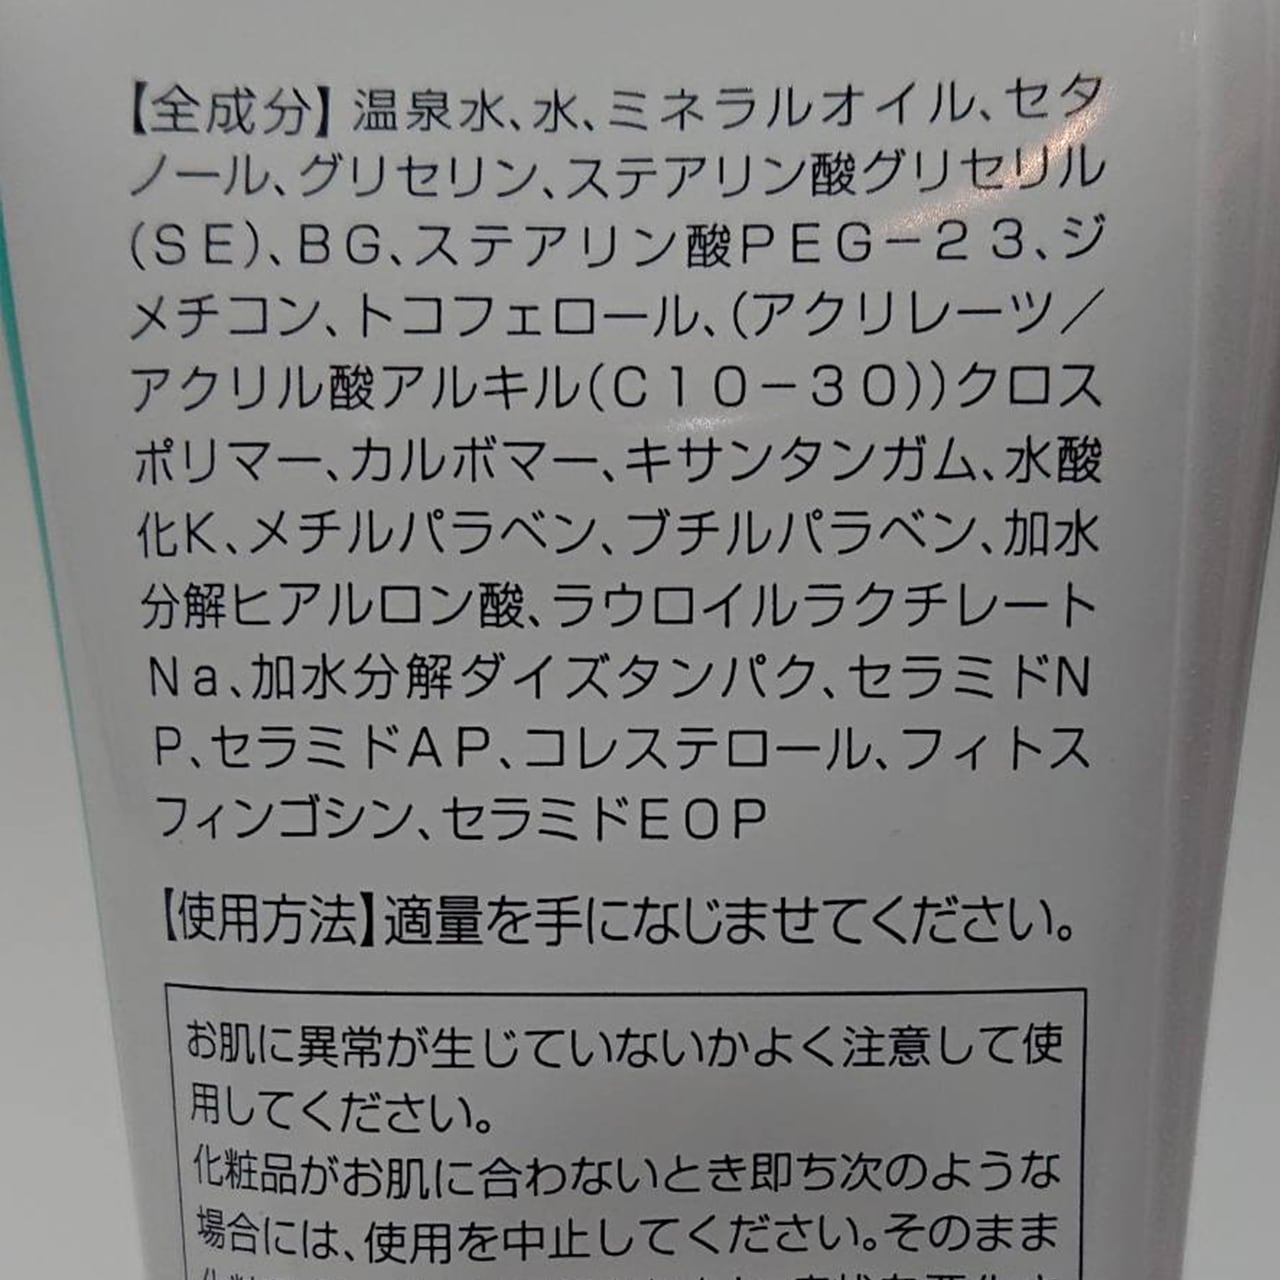 【全成分】温泉水、水、ミネラルオイル、セタ
ノール、グリセリン、ステアリン酸グリセリル
(SE)、BG、ステアリン酸PEG－23、ジ
メチコン、トコフェロール、(アクリレーツ／
アクリル酸アルキル(C10－30))クロス
ポリマー、カルボマー、キサンタンガム、水酸
化K、メチルパラベン、ブチルパラベン、加水
分解ヒアルロン酸、ラウロイルラクチレート
Na、加水分解ダイズタンパク、セラミドN
P、セラミドAP、コレステロール、フィトス
フィンゴシン、セラミドEOP
【使用方法】適量を手になじませてください。
お肌に異常が生じていないかよく注意して使
用してください。
化粧品がお肌に合わないとき即ち次のような
場合には、使用を中止してください。そのまま